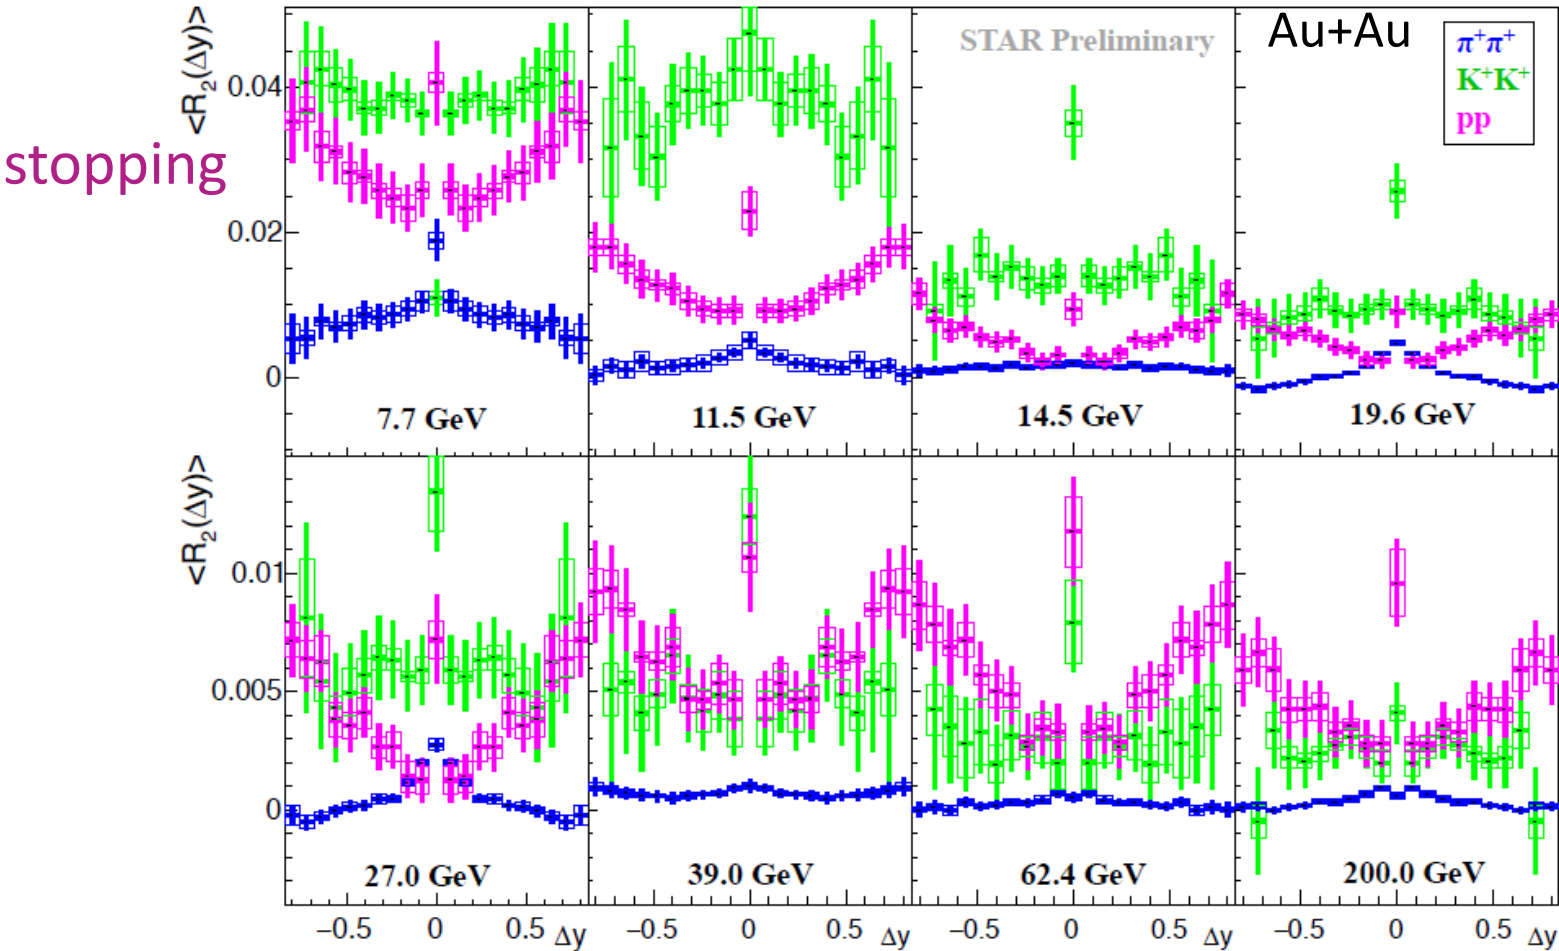 Au+Au
STAR Preliminary
π⁺π⁺
K⁺K⁺
pp
stopping
<R₂(Δy)>
0.04
0.02
0
7.7 GeV
11.5 GeV
14.5 GeV
19.6 GeV
<R₂(Δy)>
0.01
0.005
0
27.0 GeV
39.0 GeV
62.4 GeV
200.0 GeV
−0.5 0 0.5 Δy
−0.5 0 0.5 Δy
−0.5 0 0.5 Δy
−0.5 0 0.5 Δy